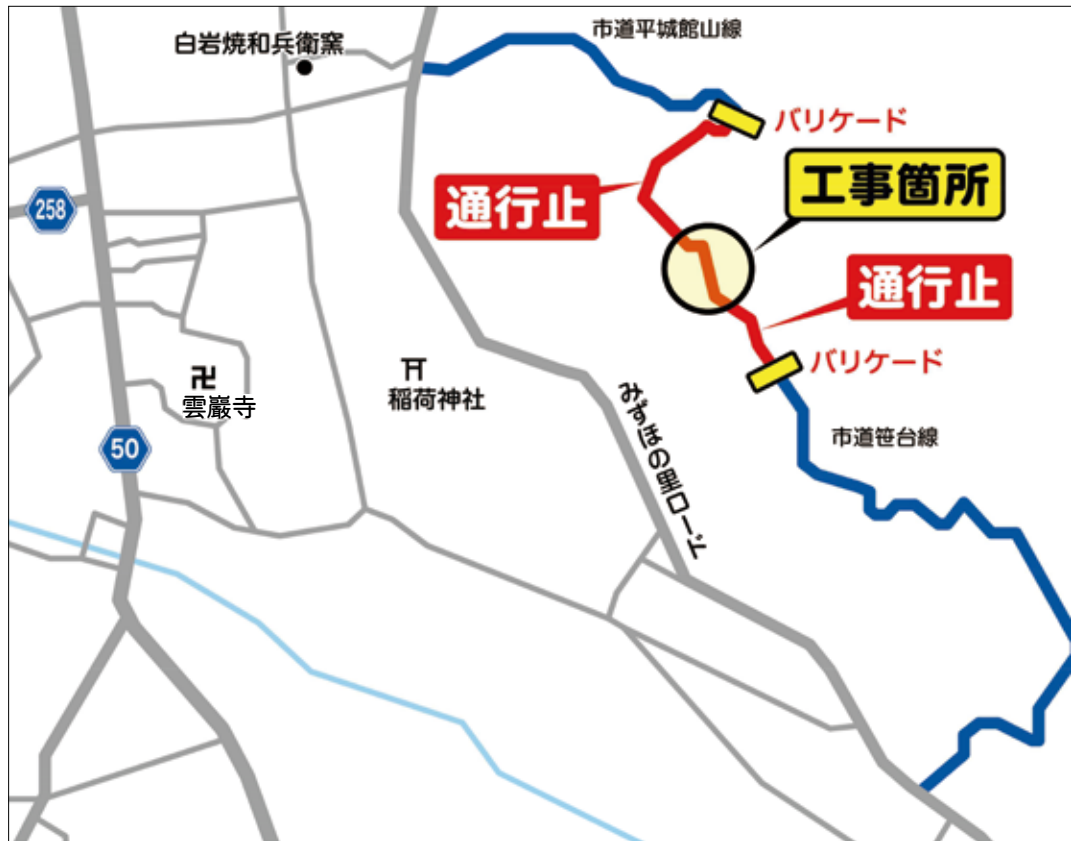 市道平城館山線
白岩焼和兵衛窯
バリケード
工事箇所
通行止
258
通行止
バリケード
卍
雲巌寺
稲荷神社
みずほの里ロード
市道笹台線
50